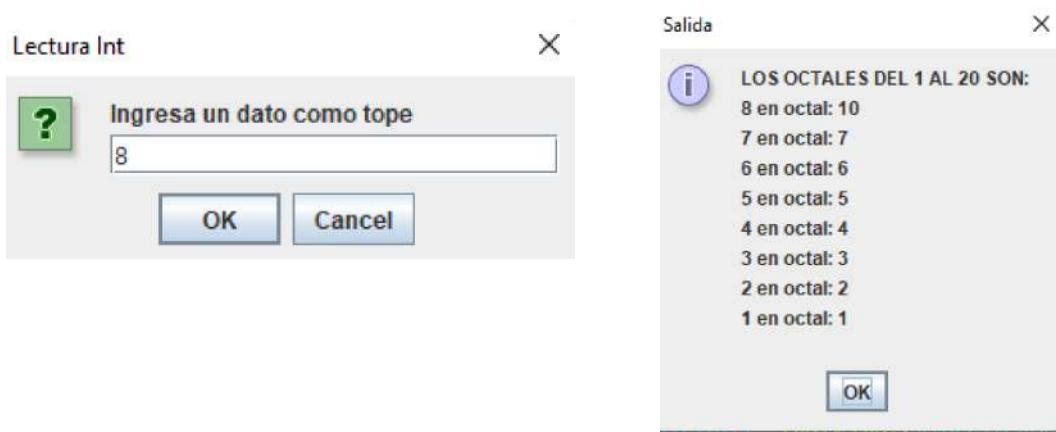 Lectura Int
?
Ingresa un dato como tope
8
OK
Cancel
Salida
i
LOS OCTALES DEL 1 AL 20 SON:
8 en octal: 10
7 en octal: 7
6 en octal: 6
5 en octal: 5
4 en octal: 4
3 en octal: 3
2 en octal: 2
1 en octal: 1
OK